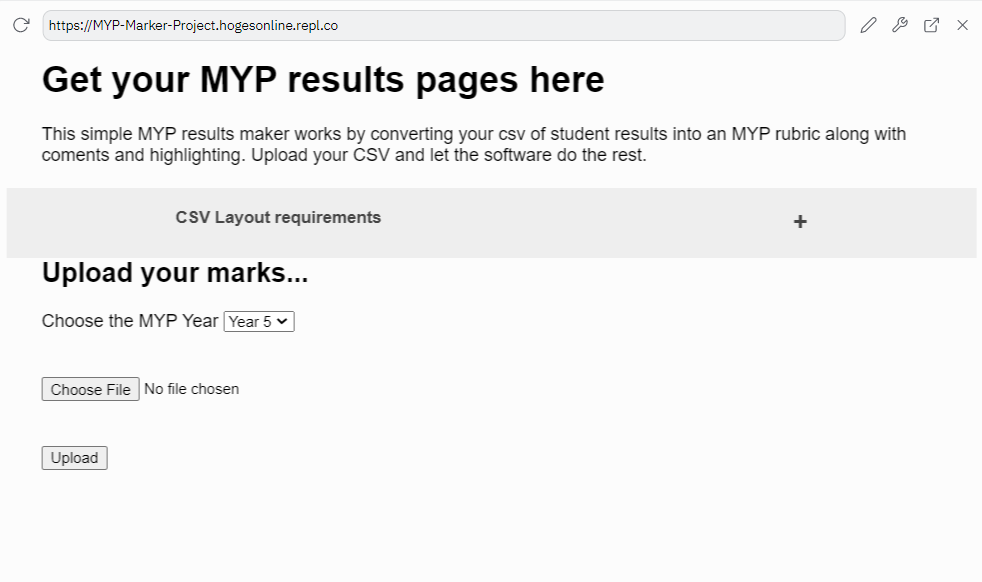 https://MYP-Marker-Project.hogesonline.repl.co
Get your MYP results pages here
This simple MYP results maker works by converting your csv of student results into an MYP rubric along with
coments and highlighting. Upload your CSV and let the software do the rest.
CSV Layout requirements +
Upload your marks...
Choose the MYP Year Year 5
Choose File No file chosen
Upload